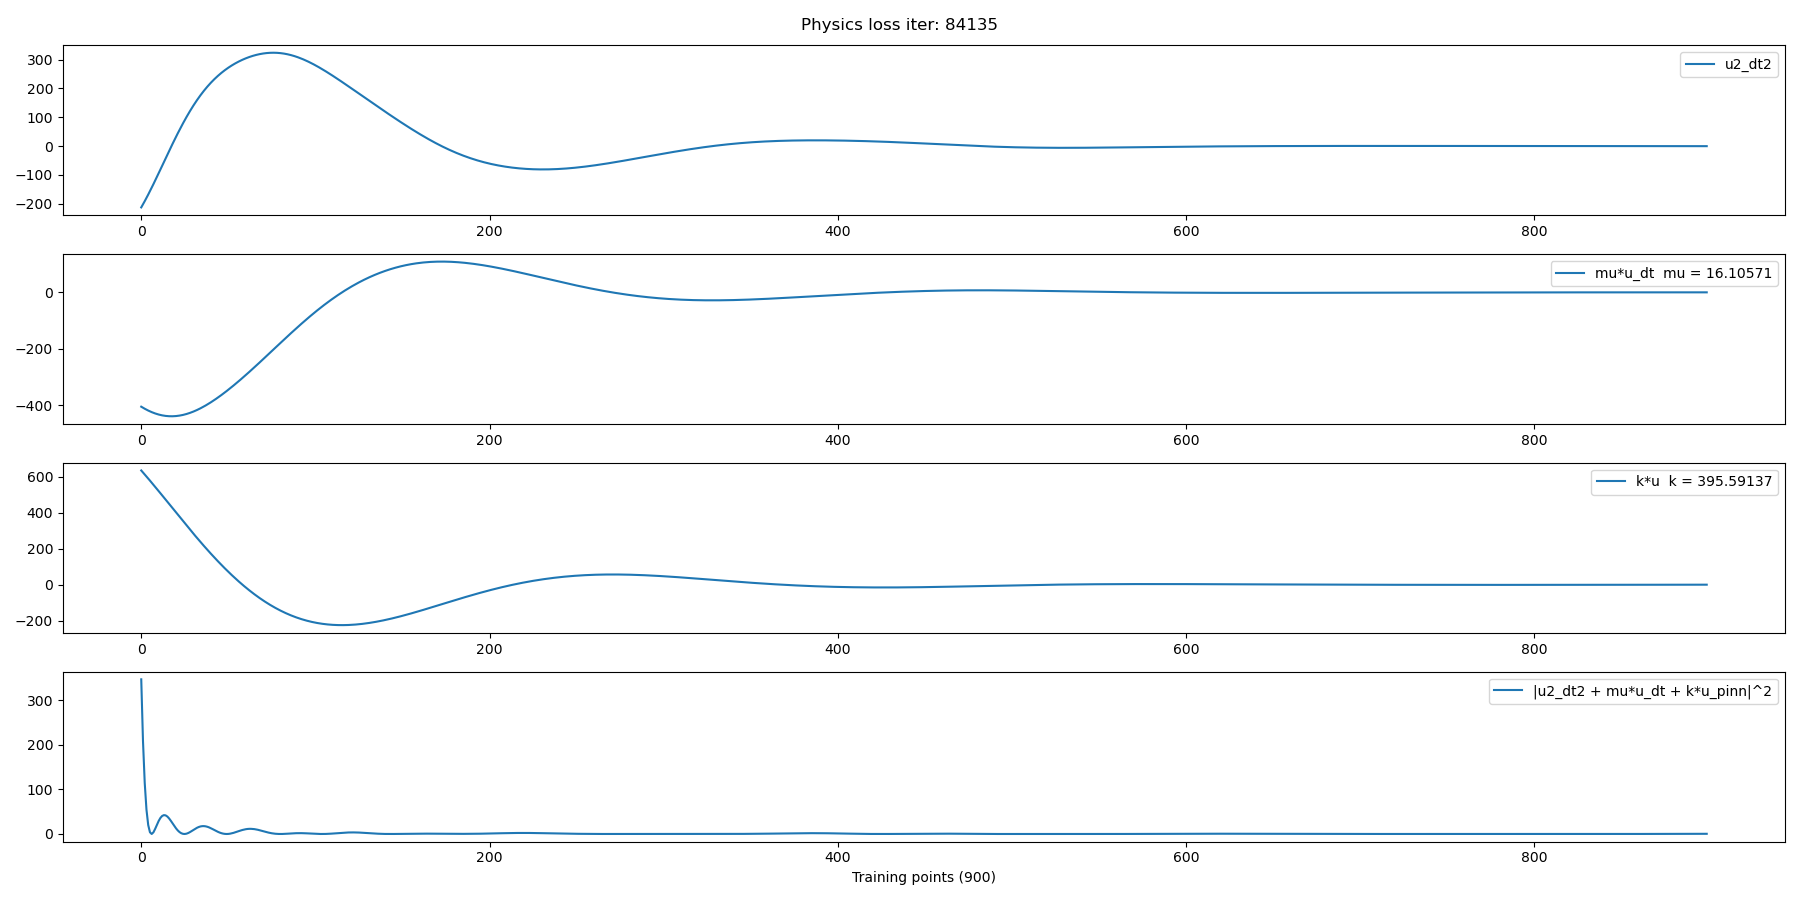 Physics loss iter: 84135
300
200
100
0
−100
−200
u2_dt2
0 200 400 600 800
0
−200
−400
mu*u_dt  mu = 16.10571
0 200 400 600 800
600
400
200
0
−200
k*u  k = 395.59137
0 200 400 600 800
300
200
100
0
|u2_dt2 + mu*u_dt + k*u_pinn|^2
0 200 400 600 800
Training points (900)